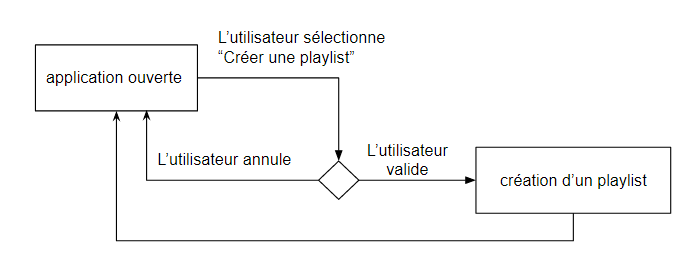 L’utilisateur sélectionne
“Créer une playlist”
application ouverte
L’utilisateur annule
L’utilisateur
valide
création d’un playlist